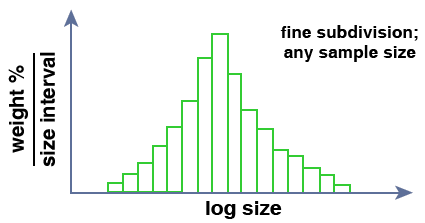 fine subdivision;
any sample size
weight %
size interval
log size